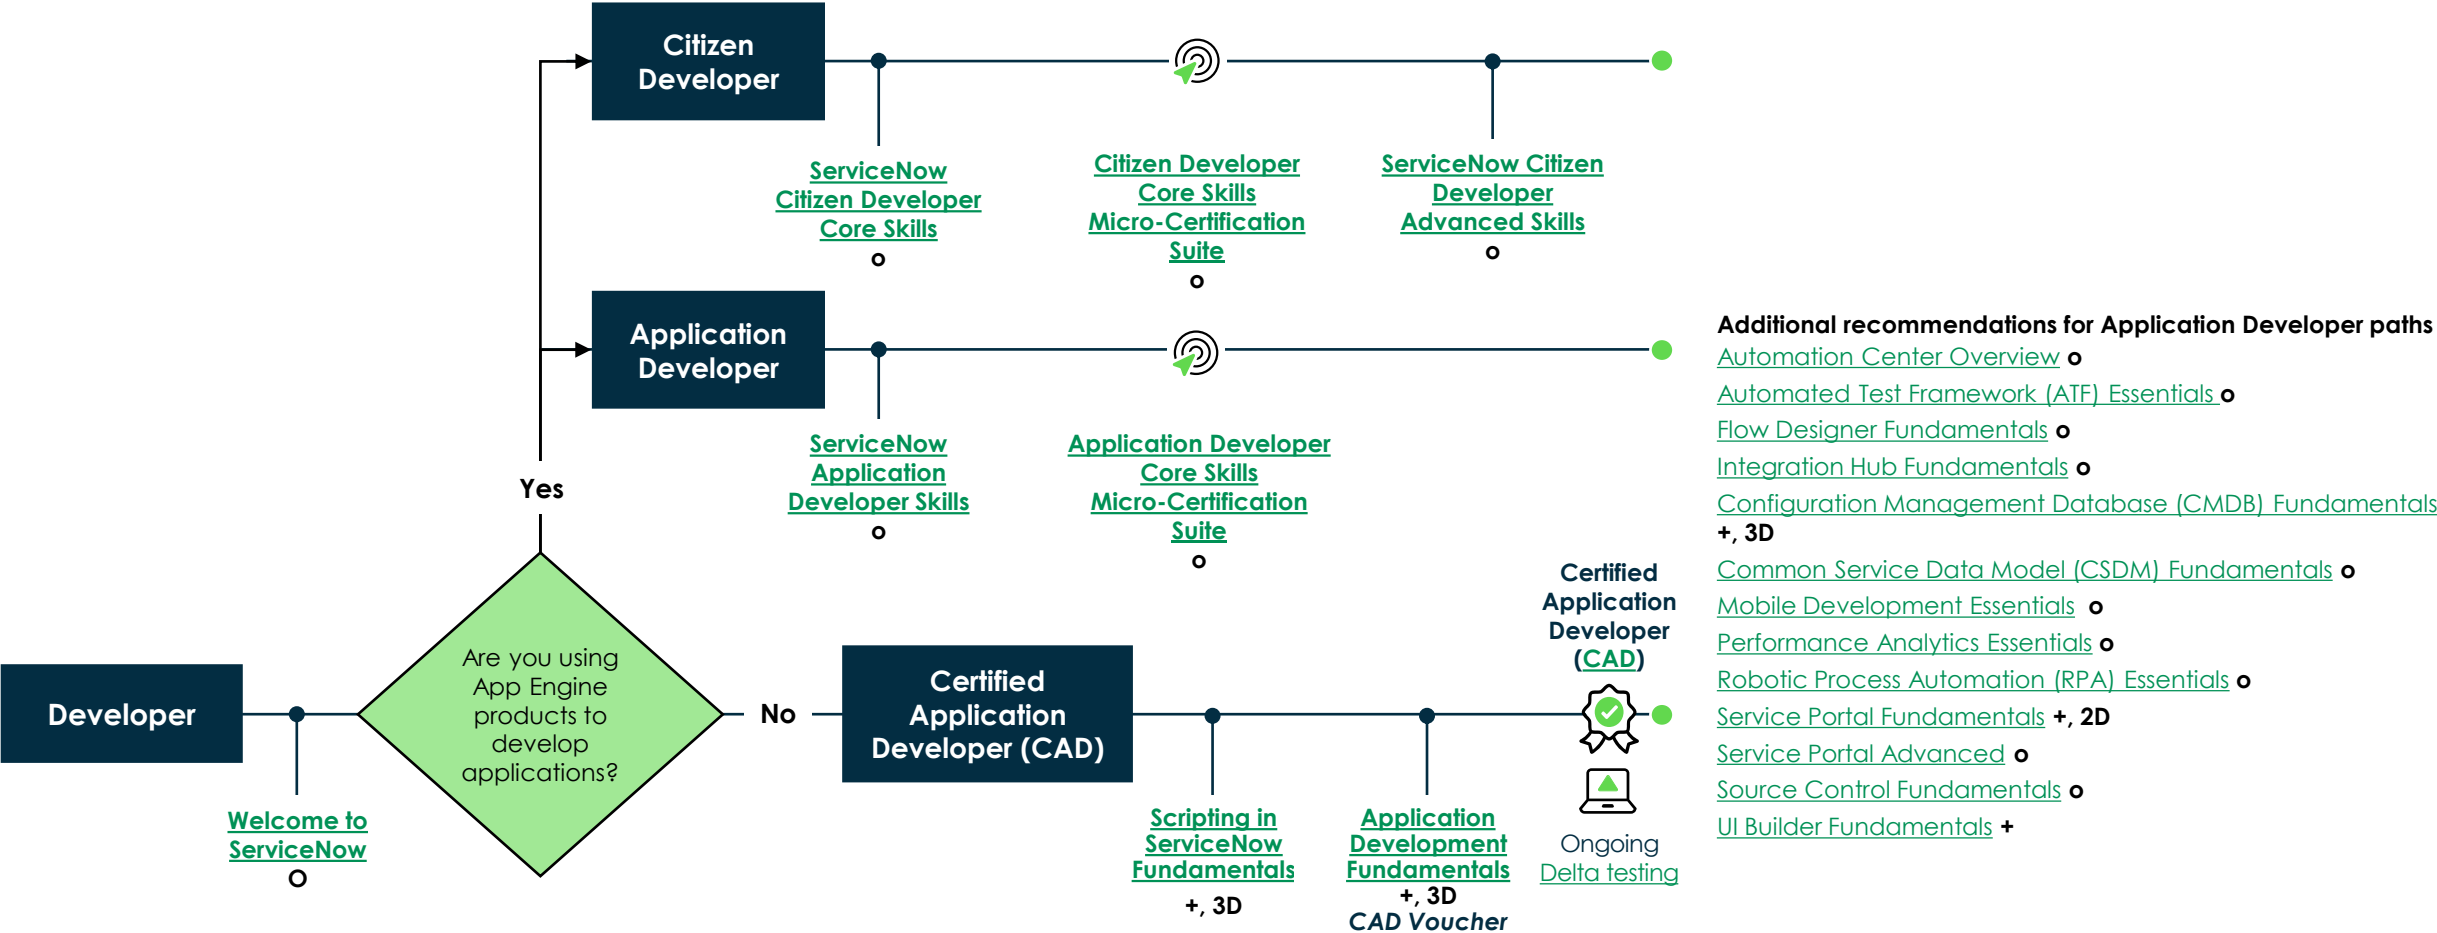 Citizen
Developer
ServiceNow
Citizen Developer
Core Skills
o
Citizen Developer
Core Skills
Micro-Certification
Suite
o
ServiceNow Citizen
Developer
Advanced Skills
o
Application
Developer
ServiceNow
Application
Developer Skills
o
Application Developer
Core Skills
Micro-Certification
Suite
o
Yes
Developer
Welcome to
ServiceNow
O
Are you using
App Engine
products to
develop
applications?
No
Certified
Application
Developer (CAD)
Scripting in
ServiceNow
Fundamentals
+, 3D
Application
Development
Fundamentals
+, 3D
CAD Voucher
Certified
Application
Developer
(CAD)
Ongoing
Delta testing
Additional recommendations for Application Developer paths
Automation Center Overview o
Automated Test Framework (ATF) Essentials o
Flow Designer Fundamentals o
Integration Hub Fundamentals o
Configuration Management Database (CMDB) Fundamentals
+, 3D
Common Service Data Model (CSDM) Fundamentals o
Mobile Development Essentials o
Performance Analytics Essentials o
Robotic Process Automation (RPA) Essentials o
Service Portal Fundamentals +, 2D
Service Portal Advanced o
Source Control Fundamentals o
UI Builder Fundamentals +